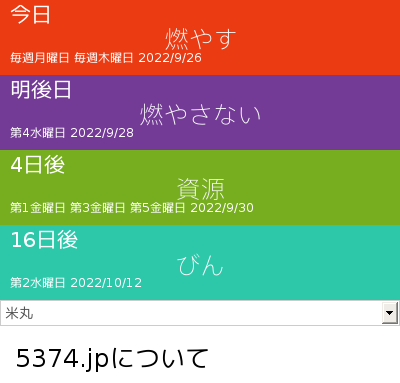 今日
燃やす
毎週月曜日 毎週木曜日 2022/9/26
明後日
燃やさない
第4水曜日 2022/9/28
4日後
資源
第1金曜日 第3金曜日 第5金曜日 2022/9/30
16日後
びん
第2水曜日 2022/10/12
米丸
5374.jpについて